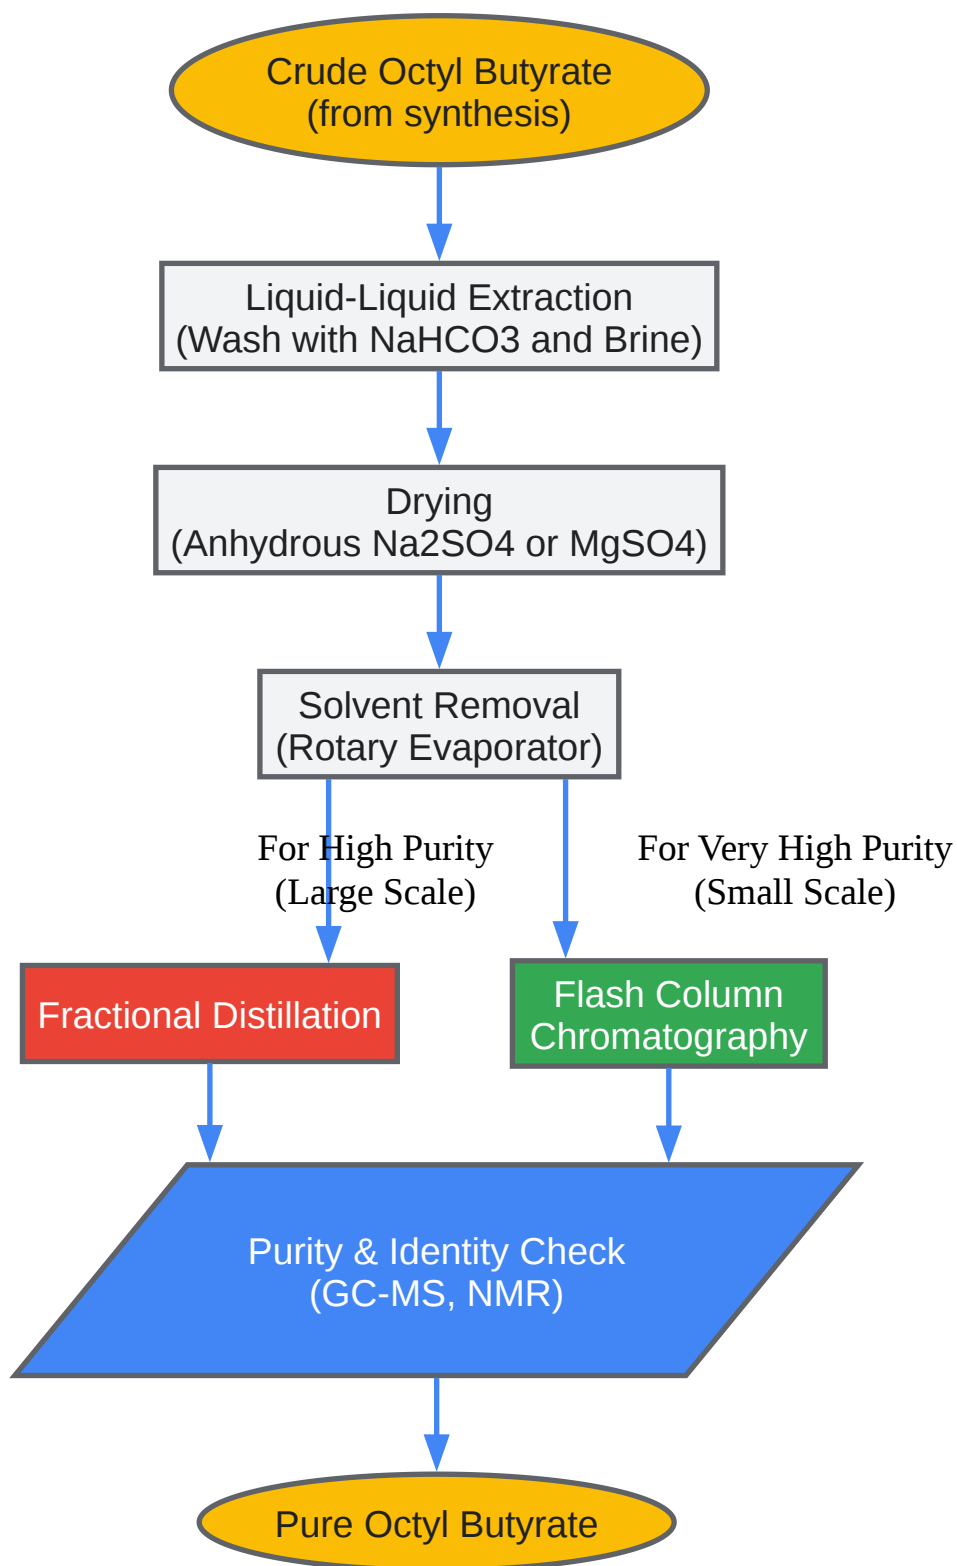 Crude Octyl Butyrate
(from synthesis)
Liquid-Liquid Extraction
(Wash with NaHCO3 and Brine)
Drying
(Anhydrous Na2SO4 or MgSO4)
Solvent Removal
(Rotary Evaporator)
For High Purity
(Large Scale)
For Very High Purity
(Small Scale)
Fractional Distillation
Flash Column
Chromatography
Purity & Identity Check
(GC-MS, NMR)
Pure Octyl Butyrate